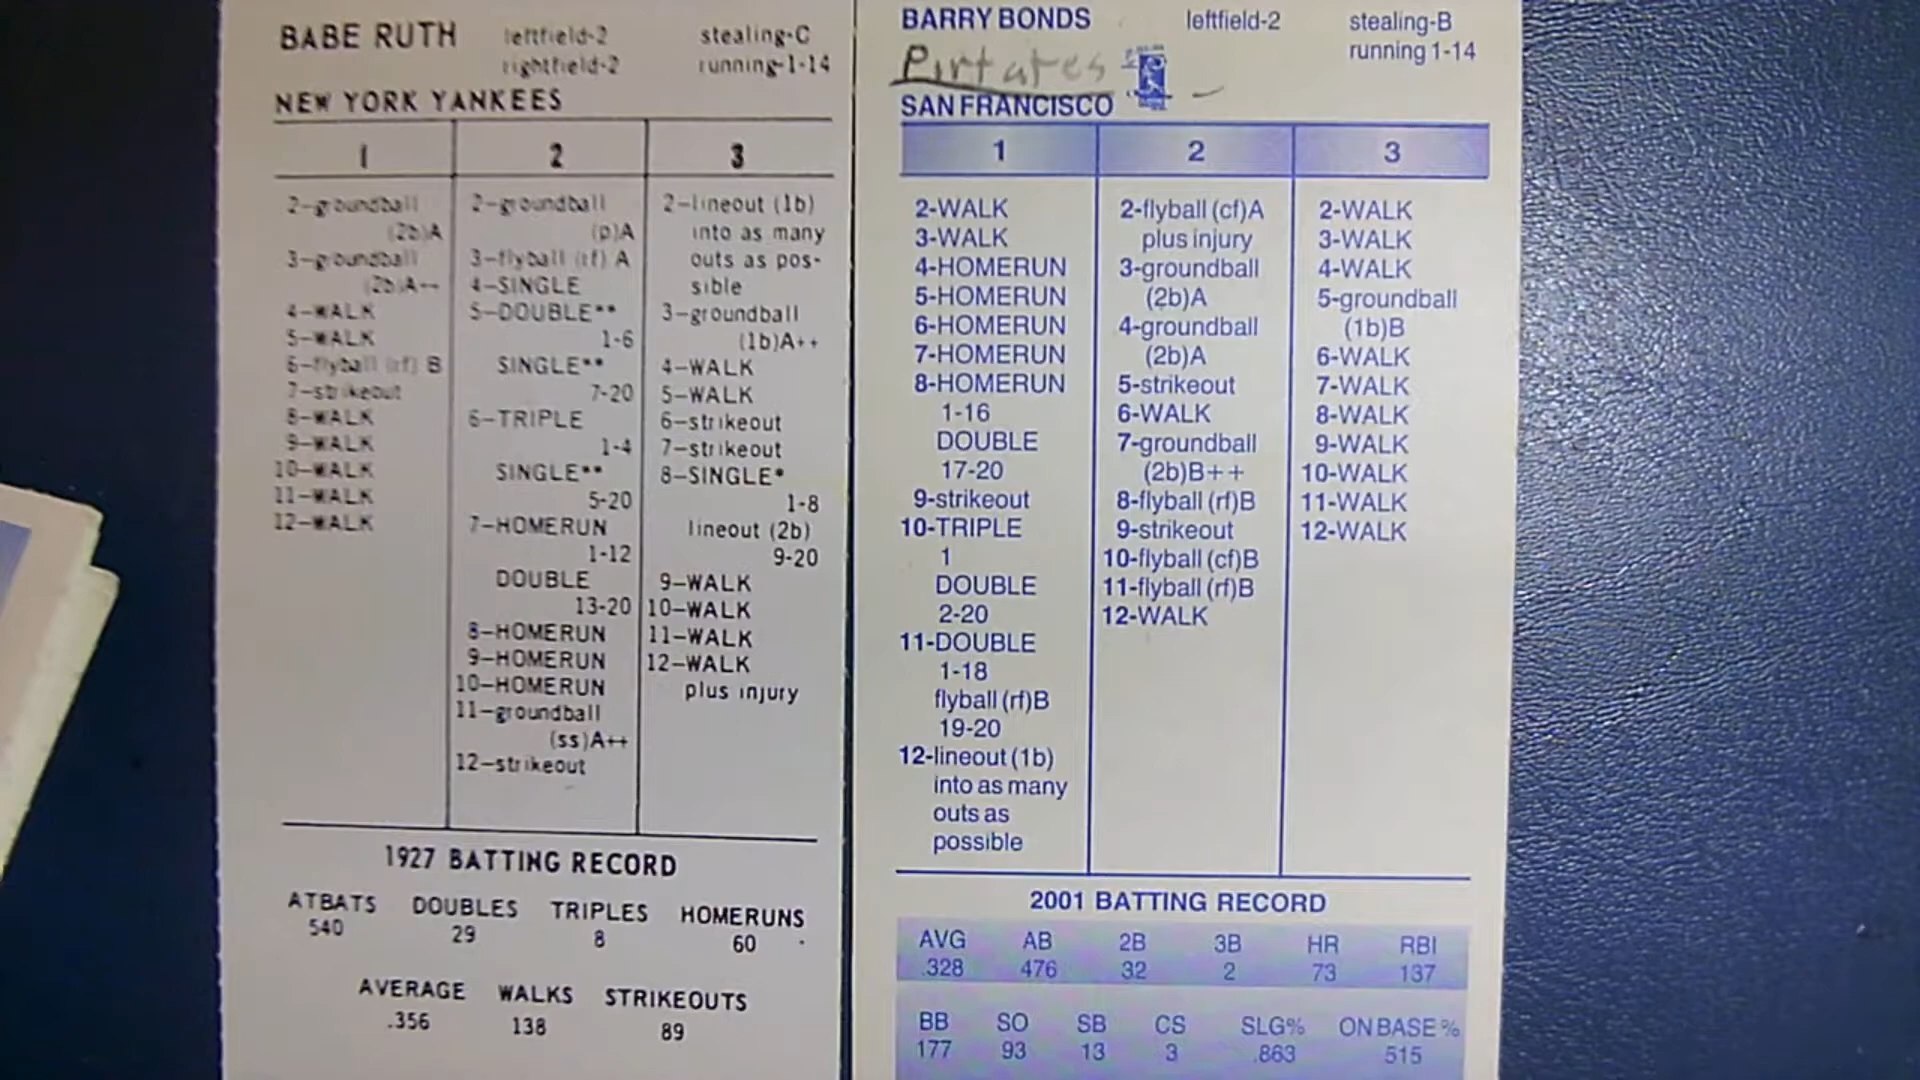 BABE RUTH leftfield-2 stealing-C
rightfield-2 running-1-14
NEW YORK YANKEES
1 2 3
2-groundball
(2b)A
3-groundball
(2b)A++
4-WALK
5-WALK
6-flyball (rf) B
7-strikeout
8-WALK
9-WALK
10-WALK
11-WALK
12-WALK
2-groundball
(p)A
3-flyball (rf) A
4-SINGLE
5-DOUBLE**
1-6
SINGLE**
7-20
6-TRIPLE
1-4
SINGLE**
5-20
7-HOMERUN
1-12
DOUBLE
13-20
8-HOMERUN
9-HOMERUN
10-HOMERUN
11-groundball
(ss)A++
12-strikeout
2-lineout (1b)
into as many
outs as pos-
sible
3-groundball
(1b)A++
4-WALK
5-WALK
6-strikeout
7-strikeout
8-SINGLE*
1-8
lineout (2b)
9-20
9-WALK
10-WALK
11-WALK
12-WALK
plus injury
1927 BATTING RECORD
ATBATS DOUBLES TRIPLES HOMERUNS
540 29 8 60
AVERAGE WALKS STRIKEOUTS
.356 138 89
BARRY BONDS leftfield-2 stealing-B
running 1-14
Pirtates
SAN FRANCISCO
1 2 3
2-WALK
3-WALK
4-HOMERUN
5-HOMERUN
6-HOMERUN
7-HOMERUN
8-HOMERUN
1-16
DOUBLE
17-20
9-strikeout
10-TRIPLE
1
DOUBLE
2-20
11-DOUBLE
1-18
flyball (rf)B
19-20
12-lineout (1b)
into as many
outs as
possible
2-flyball (cf)A
plus injury
3-groundball
(2b)A
4-groundball
(2b)A
5-strikeout
6-WALK
7-groundball
(2b)B++
8-flyball (rf)B
9-strikeout
10-flyball (cf)B
11-flyball (rf)B
12-WALK
2-WALK
3-WALK
4-WALK
5-groundball
(1b)B
6-WALK
7-WALK
8-WALK
9-WALK
10-WALK
11-WALK
12-WALK
2001 BATTING RECORD
AVG AB 2B 3B HR RBI
.328 476 32 2 73 137
BB SO SB CS SLG% ON BASE %
177 93 13 3 .863 515